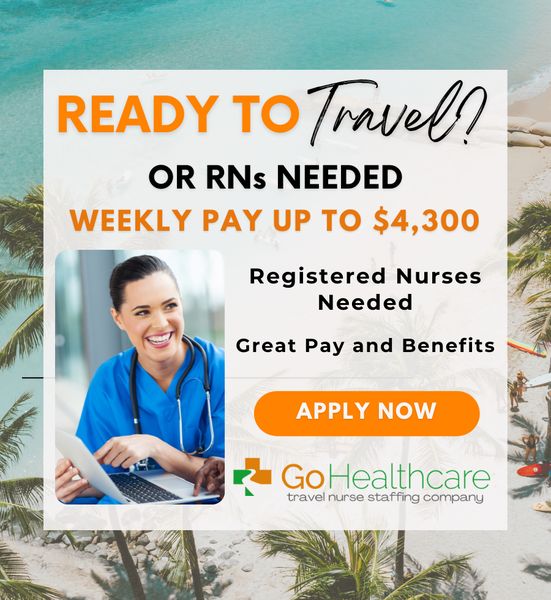 READY TO Travel?
OR RNs NEEDED
WEEKLY PAY UP TO $4,300
Registered Nurses
Needed
Great Pay and Benefits
APPLY NOW
GoHealthcare
travel nurse staffing company